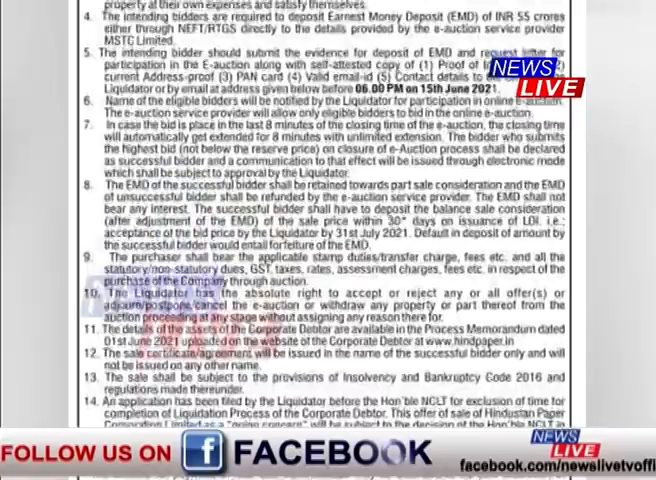 property at their own expenses and satisfy themselves.
4. The intending bidders are required to deposit Earnest Money Deposit (EMD) of INR 55 crores
either through NEFT/RTGS directly to the details provided by the e-auction service provider
MSTC Limited.
5. The intending bidder should submit the evidence for deposit of EMD and request letter for
participation in the E-auction along with self-attested copy of (1) Proof of
current Address-proof (3) PAN card (4) Valid email-id (5) Contact details to
Liquidator or by email at address given below before 06.00 PM on 15th June 2021.
6. Name of the eligible bidders will be notified by the Liquidator for participation in online e-auction.
The e-auction service provider will allow only eligible bidders to bid in the online e-auction.
7. In case the bid is place in the last 8 minutes of the closing time of the e-auction, the closing time
will automatically get extended for 8 minutes with unlimited extension. The bidder who submits
the highest bid (not below the reserve price) on closure of e-Auction process shall be declared
as successful bidder and a communication to that effect will be issued through electronic mode
which shall be subject to approval by the Liquidator.
8. The EMD of the successful bidder shall be retained towards part sale consideration and the EMD
of unsuccessful bidder shall be refunded by the e-auction service provider. The EMD shall not
bear any interest. The successful bidder shall have to deposit the balance sale consideration
(after adjustment of the EMD) of the sale price within 30" days on issuance of LOI, i.e.;
acceptance of the bid price by the Liquidator by 31st July 2021. Default in deposit of amount by
the successful bidder would entail forfeiture of the EMD.
9. The purchaser shall bear the applicable stamp duties/transfer charge, fees etc. and all the
statutory/non-statutory dues, GST, taxes, rates, assessment charges, fees etc. in respect of the
purchase of the Company through auction.
10. The Liquidator has the absolute right to accept or reject any or all offer(s) or
adjourn/postpone/cancel the e-auction or withdraw any property or part thereof from the
auction proceeding at any stage without assigning any reason there for.
11. The details of the assets of the Corporate Debtor are available in the Process Memorandum dated
01st June 2021 uploaded on the website of the Corporate Debtor at www.hindpaper.in
12. The sale certificate/agreement will be issued in the name of the successful bidder only and will
not be issued on any other name.
13. The sale shall be subject to the provisions of Insolvency and Bankruptcy Code 2016 and
regulations made thereunder.
14. An application has been filed by the Liquidator before the Hon'ble NCLT for exclusion of time for
completion of Liquidation Process of the Corporate Debtor. This offer of sale of Hindustan Paper
Corporation Limited as a "going concern" will be subject to the decision of the Hon'ble NCLT in
NEWS
LIVE
FOLLOW US ON f FACEBOOK
NEWS
LIVE
facebook.com/newslivetvoffi